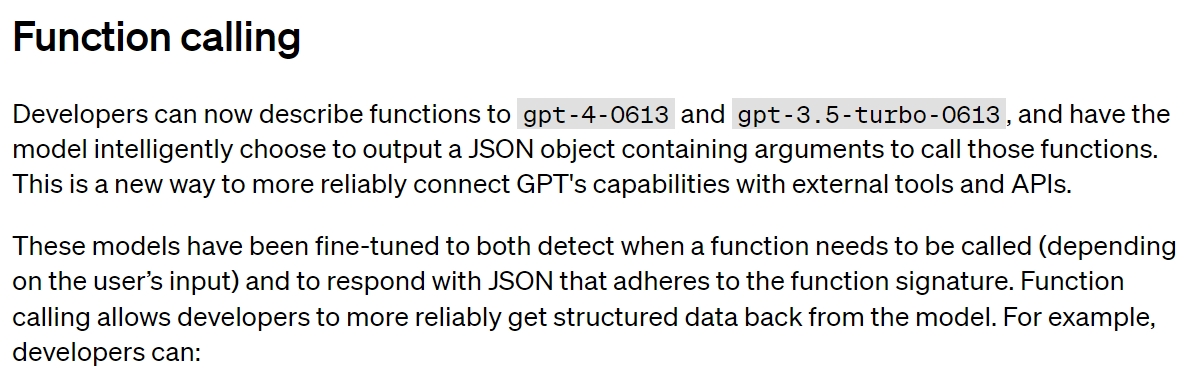 Function calling
Developers can now describe functions to gpt-4-0613 and gpt-3.5-turbo-0613, and have the
model intelligently choose to output a JSON object containing arguments to call those functions.
This is a new way to more reliably connect GPT's capabilities with external tools and APIs.
These models have been fine-tuned to both detect when a function needs to be called (depending
on the user’s input) and to respond with JSON that adheres to the function signature. Function
calling allows developers to more reliably get structured data back from the model. For example,
developers can: